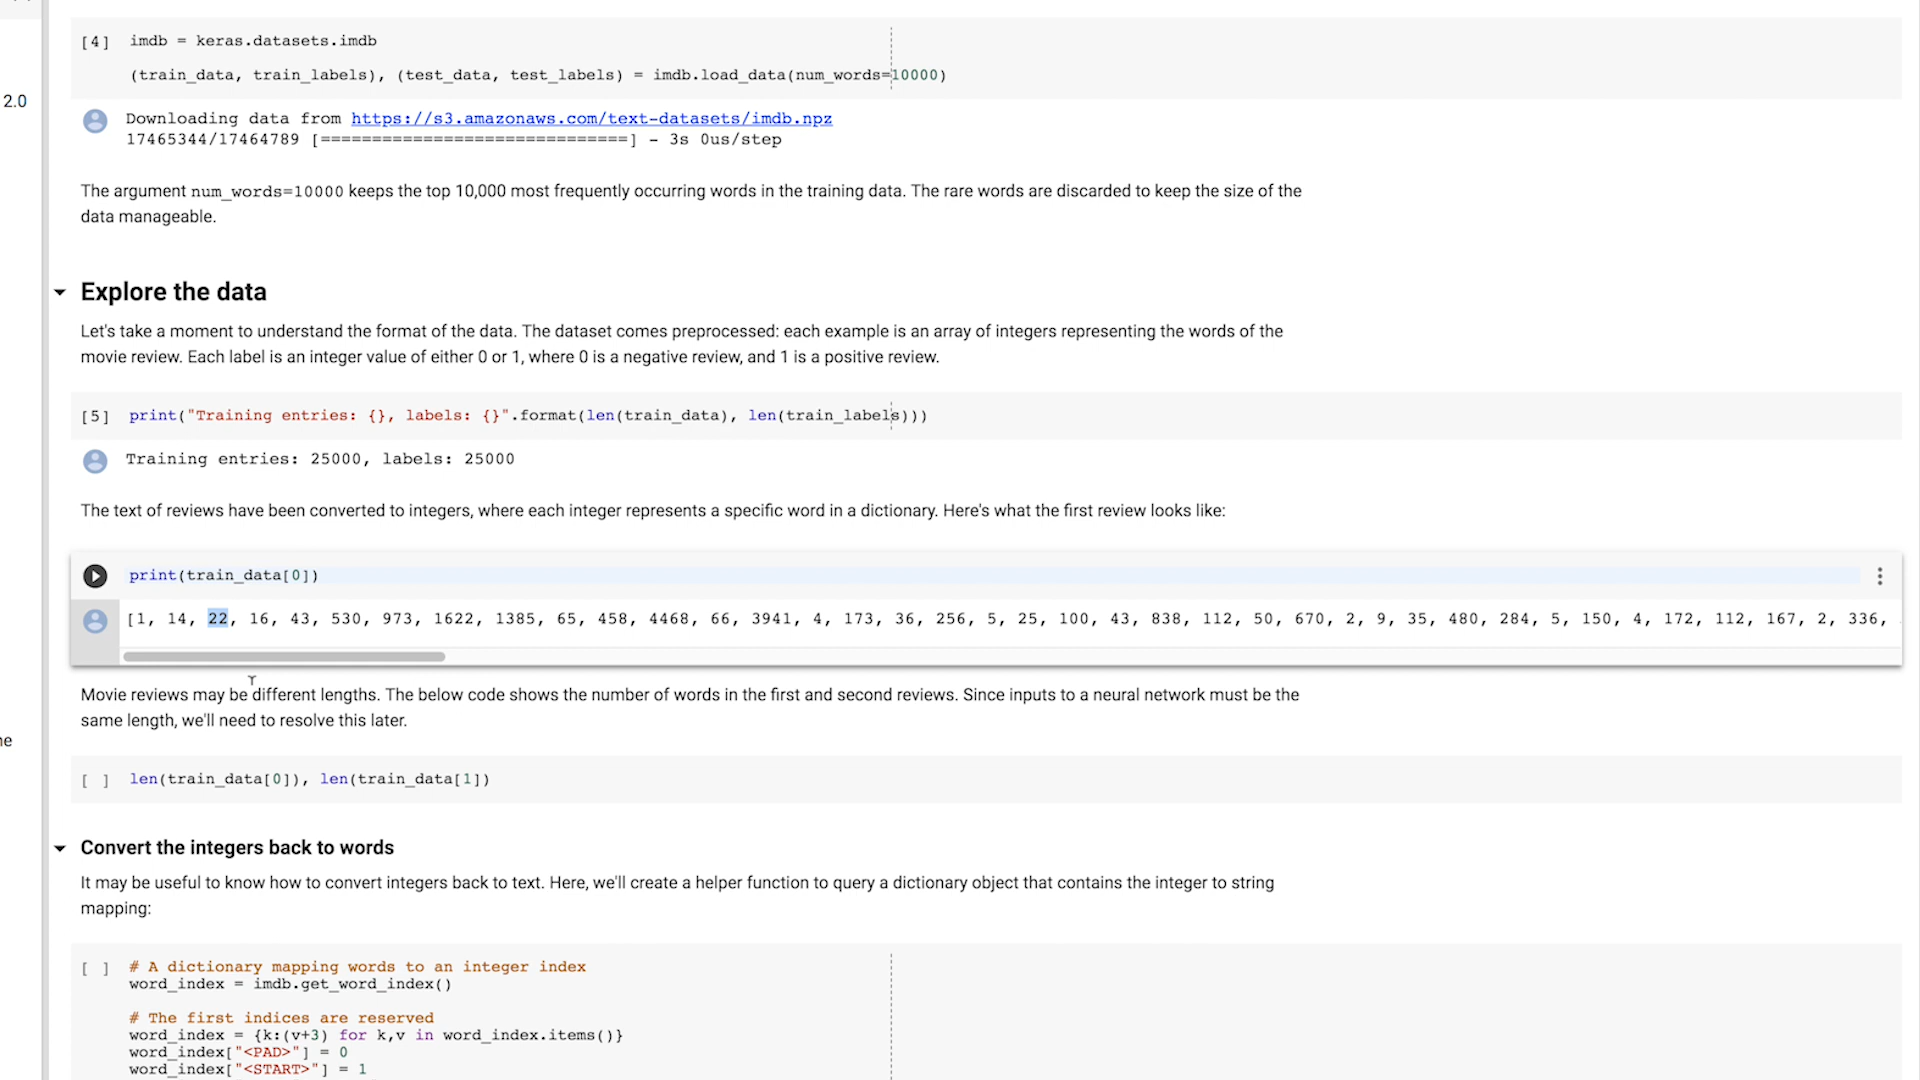 [4] imdb = keras.datasets.imdb
(train_data, train_labels), (test_data, test_labels) = imdb.load_data(num_words=10000)
2.0
Downloading data from https://s3.amazonaws.com/text-datasets/imdb.npz
17465344/17464789 [==============================] - 3s 0us/step
The argument num_words=10000 keeps the top 10,000 most frequently occurring words in the training data. The rare words are discarded to keep the size of the
data manageable.
Explore the data
Let's take a moment to understand the format of the data. The dataset comes preprocessed: each example is an array of integers representing the words of the
movie review. Each label is an integer value of either 0 or 1, where 0 is a negative review, and 1 is a positive review.
[5] print("Training entries: {}, labels: {}".format(len(train_data), len(train_labels)))
Training entries: 25000, labels: 25000
The text of reviews have been converted to integers, where each integer represents a specific word in a dictionary. Here's what the first review looks like:
print(train_data[0])
[1, 14, 22, 16, 43, 530, 973, 1622, 1385, 65, 458, 4468, 66, 3941, 4, 173, 36, 256, 5, 25, 100, 43, 838, 112, 50, 670, 2, 9, 35, 480, 284, 5, 150, 4, 172, 112, 167, 2, 336,
Movie reviews may be different lengths. The below code shows the number of words in the first and second reviews. Since inputs to a neural network must be the
same length, we'll need to resolve this later.
[ ] len(train_data[0]), len(train_data[1])
Convert the integers back to words
It may be useful to know how to convert integers back to text. Here, we'll create a helper function to query a dictionary object that contains the integer to string
mapping:
[ ] # A dictionary mapping words to an integer index
word_index = imdb.get_word_index()
# The first indices are reserved
word_index = {k:(v+3) for k,v in word_index.items()}
word_index["<PAD>"] = 0
word_index["<START>"] = 1